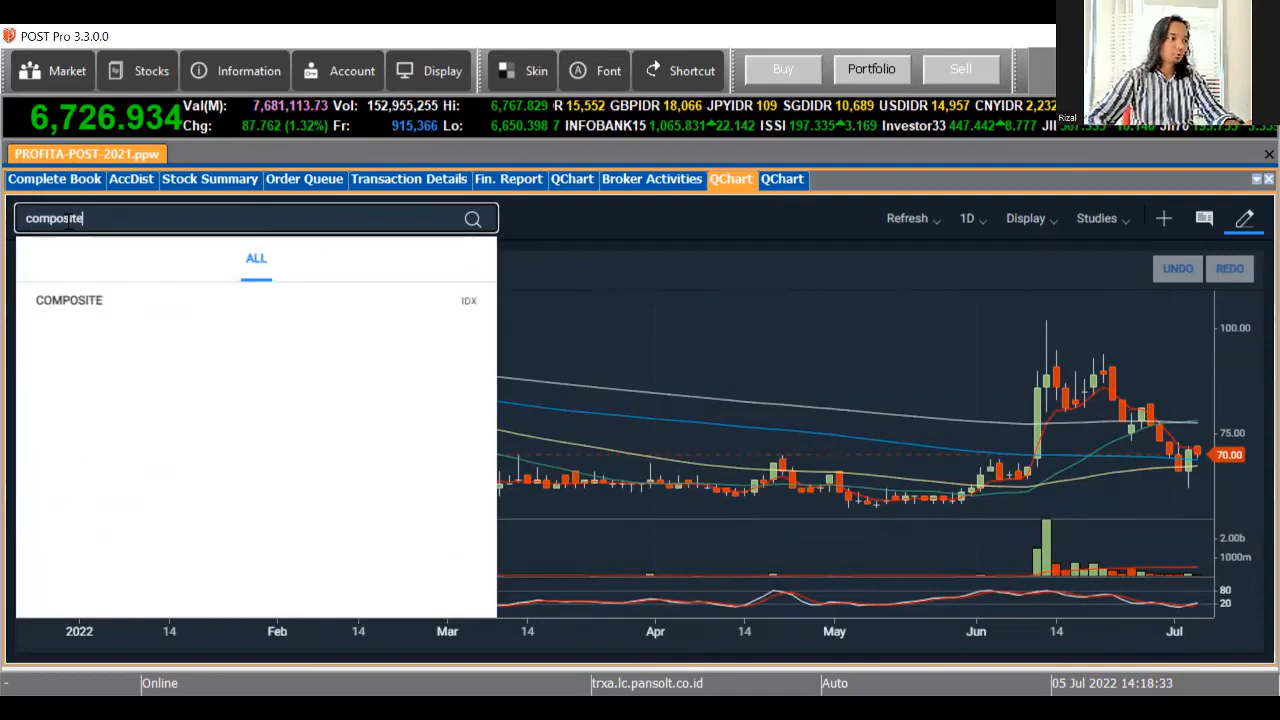 POST Pro 3.3.0.0
Market Stocks Information Account Display Skin Font Shortcut Buy Portfolio Sell
6,726.934
Val(M): 7,681,113.73 Vol: 152,955,255 Hi: 6,767.829 R 15,552 GBPIDR 18,066 JPYIDR 109 SGDIDR 10,689 USDIDR 14,957 CNYIDR 2,232
Chg: 87.762 (1.32%) Fr: 915,366 Lo: 6,650.398 7 INFOBANK15 1,065.831 22.142 ISSI 197.335 3.169 Investor33 447.442 8.777
Rizal
PROFITA-POST-2021.ppw
Complete Book AccDist Stock Summary Order Queue Transaction Details Fin. Report QChart Broker Activities QChart QChart
composite
Refresh 1D Display Studies
ALL
UNDO REDO
COMPOSITE IDX
100.00
75.00
70.00
2.00b
1000m
80
20
2022 14 Feb 14 Mar 14 Apr 14 May Jun 14 Jul
- Online trxa.lc.pansolt.co.id Auto 05 Jul 2022 14:18:33